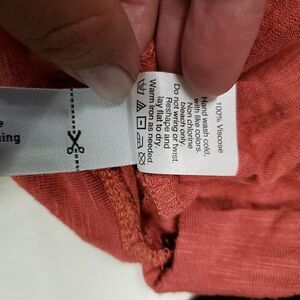 100% Viscose
Hand wash cold,
with like colors.
Non chlorine
bleach only.
Do not wring or twist
Reshape and
lay flat to dry.
Warm iron as needed